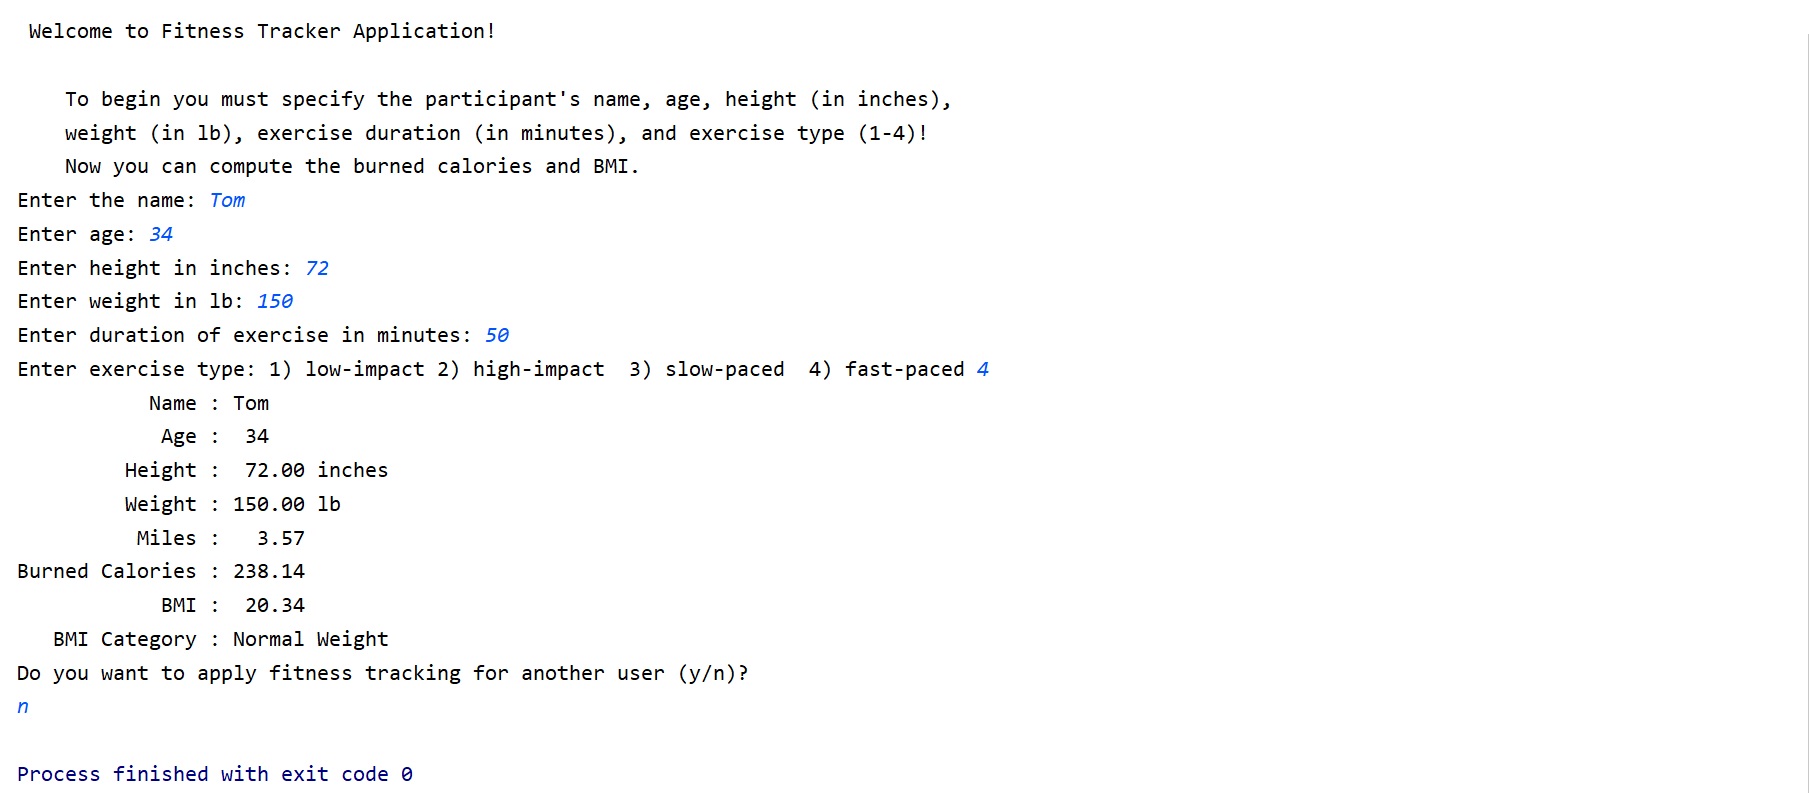 Welcome to Fitness Tracker Application!
To begin you must specify the participant's name, age, height (in inches),
weight (in lb), exercise duration (in minutes), and exercise type (1-4)!
Now you can compute the burned calories and BMI.
Enter the name: Tom
Enter age: 34
Enter height in inches: 72
Enter weight in lb: 150
Enter duration of exercise in minutes: 50
Enter exercise type: 1) low-impact 2) high-impact  3) slow-paced  4) fast-paced 4
Name : Tom
Age :  34
Height :  72.00 inches
Weight : 150.00 lb
Miles :   3.57
Burned Calories : 238.14
BMI :  20.34
BMI Category : Normal Weight
Do you want to apply fitness tracking for another user (y/n)?
n
Process finished with exit code 0